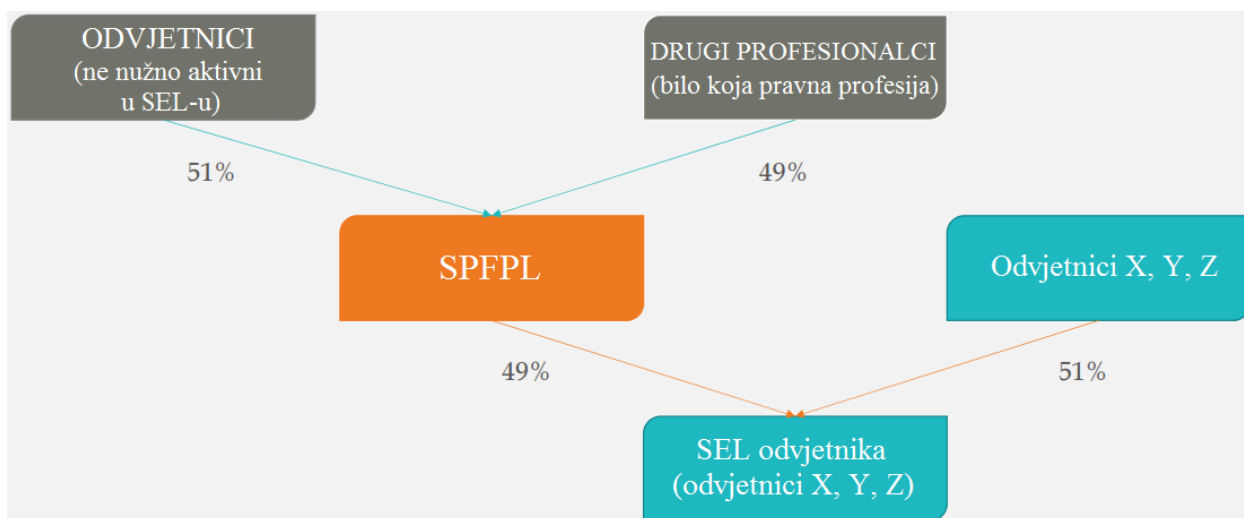 ODVJETNICI
(ne nužno aktivni
u SEL-u)
DRUGI PROFESIONALCI
(bilo koja pravna profesija)
51%
49%
SPFPL
Odvjetnici X, Y, Z
49%
51%
SEL odvjetnika
(odvjetnici X, Y, Z)